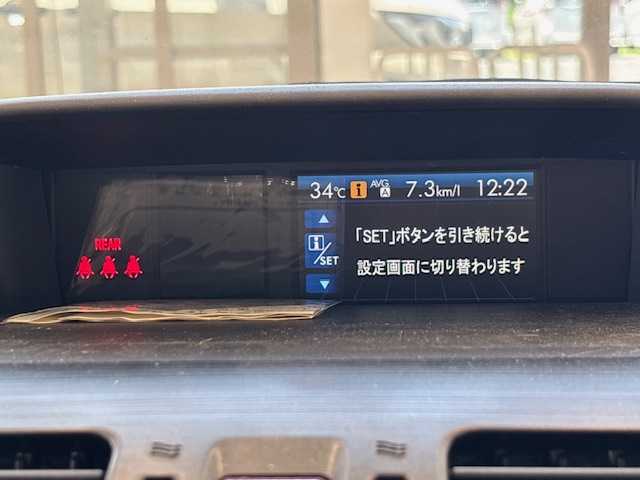 34℃ i AVG A 7.3km/l 12:22
REAR
i/SET
「SET」ボタンを引き続けると
設定画面に切り替わります